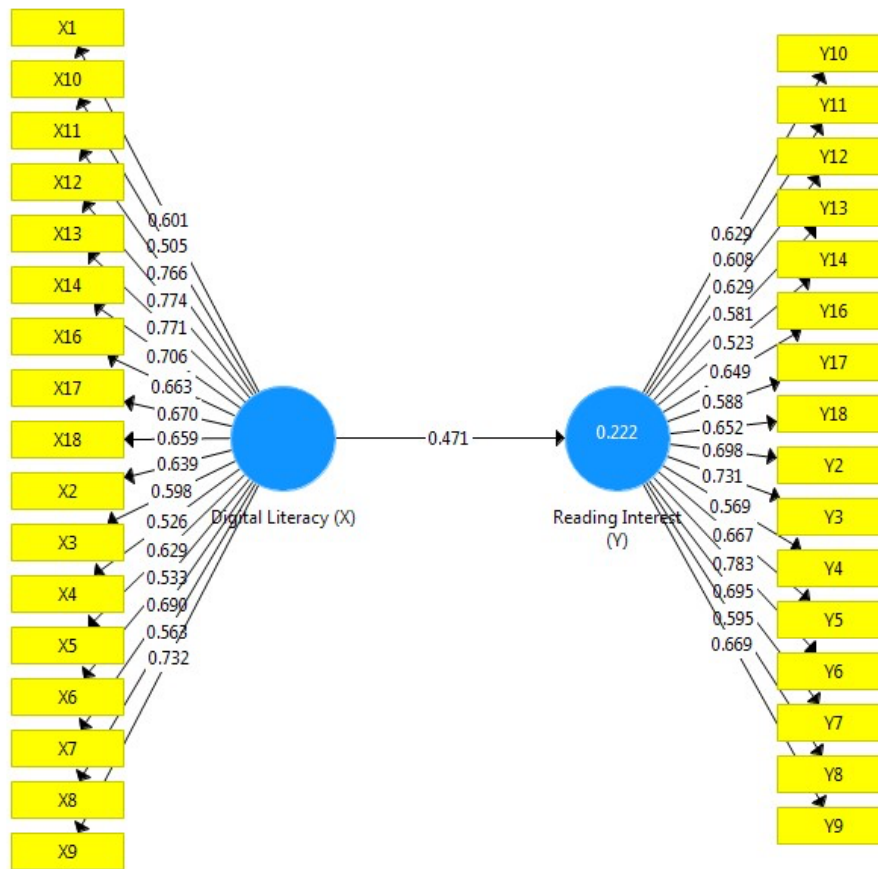 X1
X10
X11
X12
X13
X14
X16
X17
X18
X2
X3
X4
X5
X6
X7
X8
X9
0.601
0.505
0.766
0.774
0.771
0.706
0.663
0.670
0.659
0.639
0.598
0.526
0.629
0.533
0.690
0.563
0.732
Digital Literacy (X)
0.471
0.222
Reading Interest
(Y)
0.629
0.608
0.629
0.581
0.523
0.649
0.588
0.652
0.698
0.731
0.569
0.667
0.783
0.695
0.595
0.669
Y10
Y11
Y12
Y13
Y14
Y16
Y17
Y18
Y2
Y3
Y4
Y5
Y6
Y7
Y8
Y9